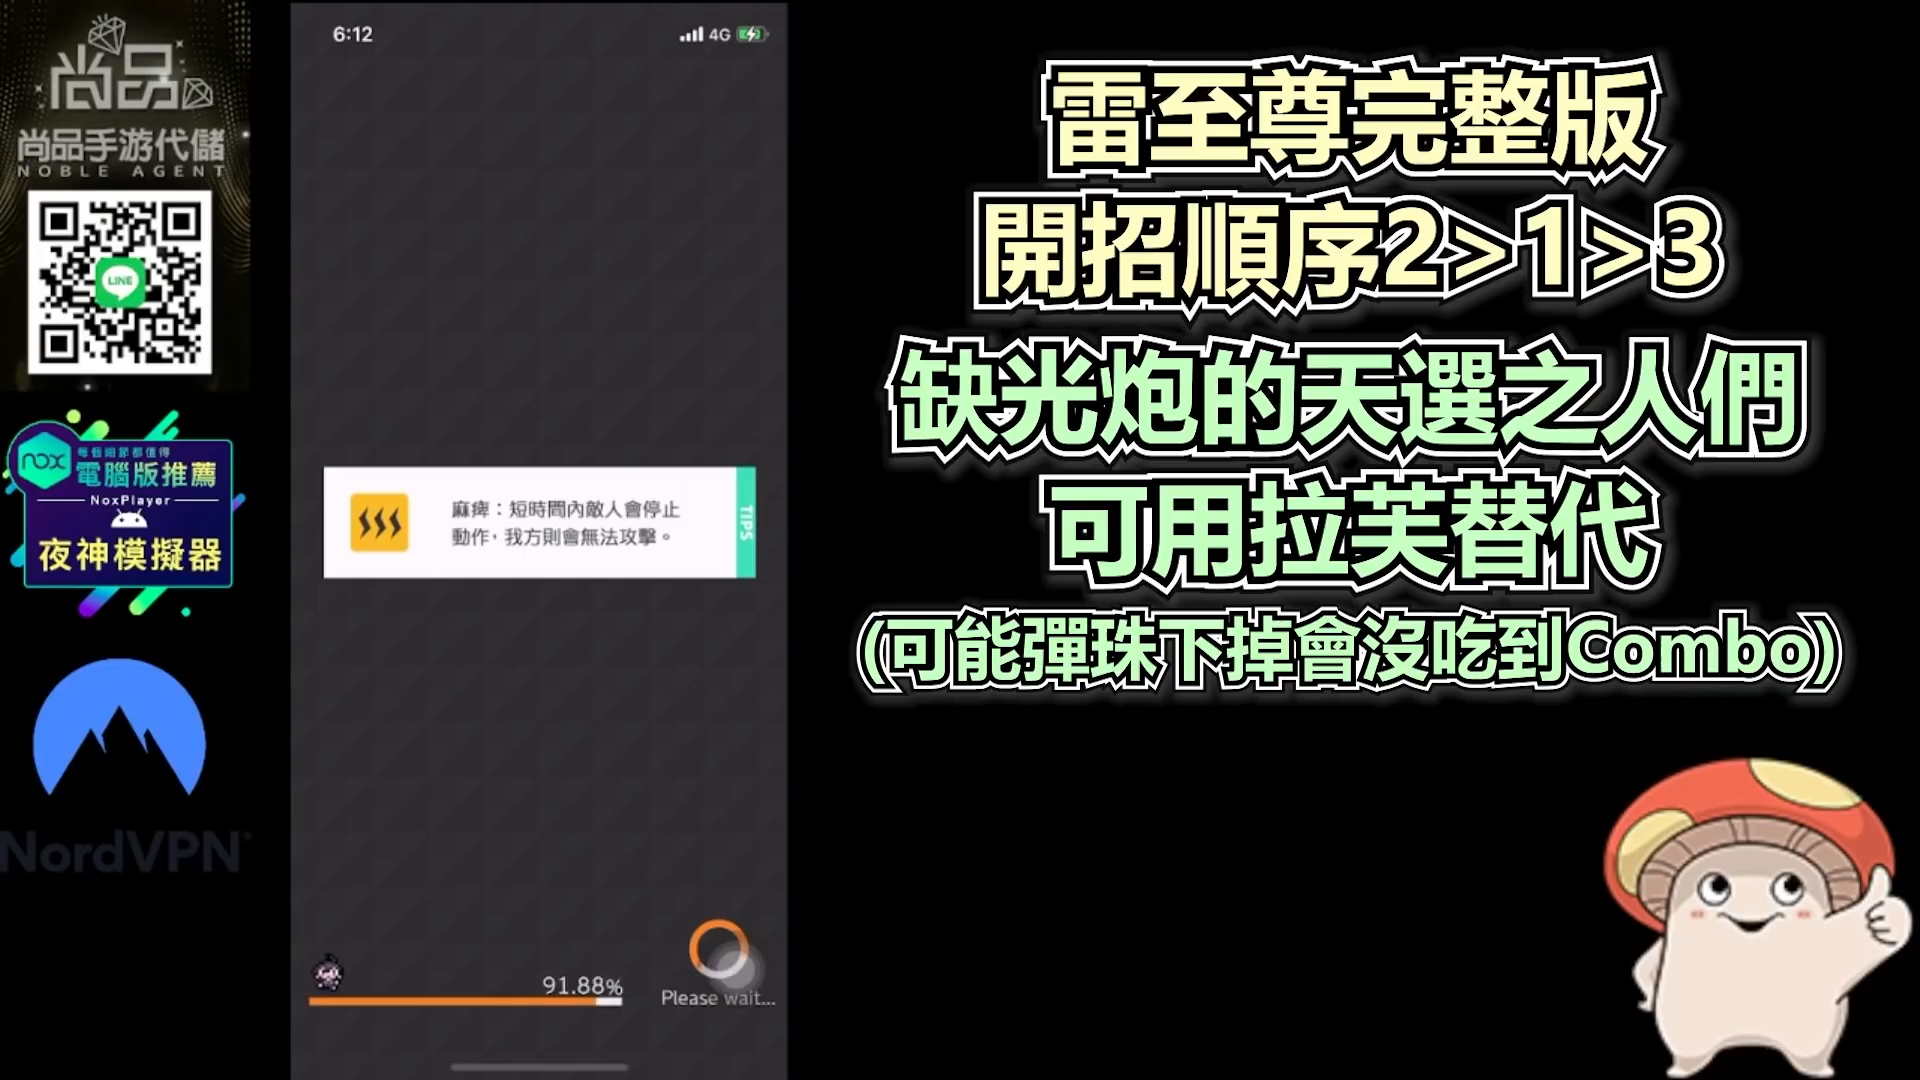 尚品
尚品手游代儲
NOBLE AGENT
LINE
nox
每個細節都值得
電腦版推薦
NoxPlayer
夜神模擬器
NordVPN
6:12
4G
麻痺：短時間內敵人會停止
動作，我方則會無法攻擊。
TIPS
91.88%
Please wait...
雷至尊完整版
開招順序2>1>3
缺光炮的天選之人們
可用拉芙替代
(可能彈珠下掉會沒吃到Combo)